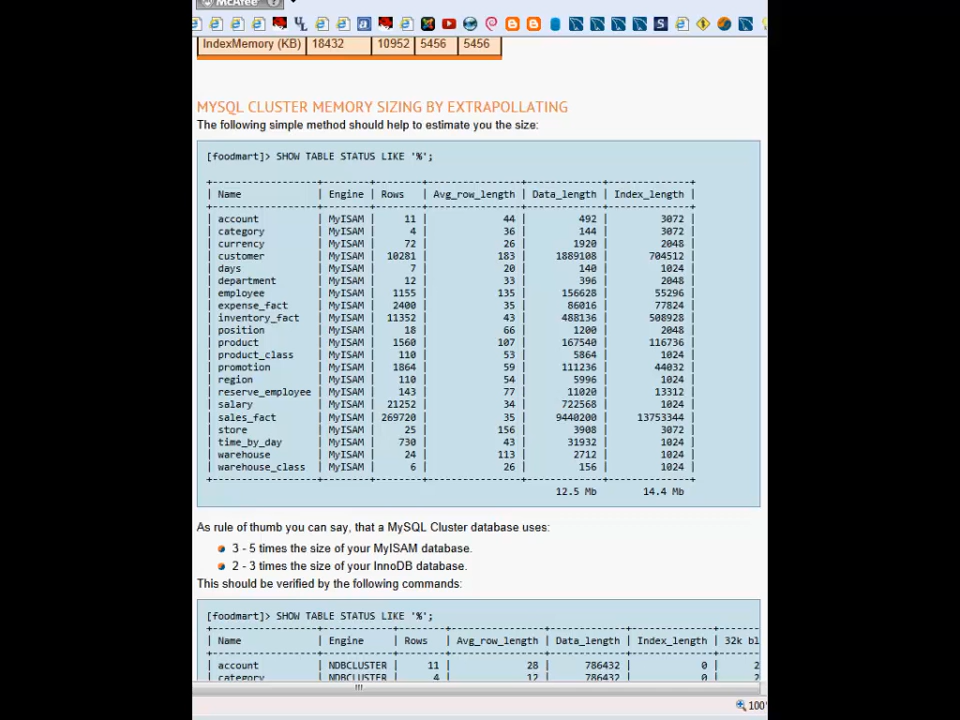 McAfee
IndexMemory (KB) 18432 10952 5456 5456
MYSQL CLUSTER MEMORY SIZING BY EXTRAPOLLATING
The following simple method should help to estimate you the size:
[foodmart]> SHOW TABLE STATUS LIKE '%';
+------------------+--------+--------+----------------+-------------+--------------+
| Name | Engine | Rows | Avg_row_length | Data_length | Index_length |
+------------------+--------+--------+----------------+-------------+--------------+
| account | MyISAM | 11 | 44 | 492 | 3072 |
| category | MyISAM | 4 | 36 | 144 | 3072 |
| currency | MyISAM | 72 | 26 | 1920 | 2048 |
| customer | MyISAM | 10281 | 183 | 1889108 | 704512 |
| days | MyISAM | 7 | 20 | 140 | 1024 |
| department | MyISAM | 12 | 33 | 396 | 2048 |
| employee | MyISAM | 1155 | 135 | 156628 | 55296 |
| expense_fact | MyISAM | 2400 | 35 | 86016 | 77824 |
| inventory_fact | MyISAM | 11352 | 43 | 488136 | 508928 |
| position | MyISAM | 18 | 66 | 1200 | 2048 |
| product | MyISAM | 1560 | 107 | 167540 | 116736 |
| product_class | MyISAM | 110 | 53 | 5864 | 1024 |
| promotion | MyISAM | 1864 | 59 | 111236 | 44032 |
| region | MyISAM | 110 | 54 | 5996 | 1024 |
| reserve_employee | MyISAM | 143 | 77 | 11020 | 13312 |
| salary | MyISAM | 21252 | 34 | 722568 | 1024 |
| sales_fact | MyISAM | 269720 | 35 | 9440200 | 13753344 |
| store | MyISAM | 25 | 156 | 3908 | 3072 |
| time_by_day | MyISAM | 730 | 43 | 31932 | 1024 |
| warehouse | MyISAM | 24 | 113 | 2712 | 1024 |
| warehouse_class | MyISAM | 6 | 26 | 156 | 1024 |
+------------------+--------+--------+----------------+-------------+--------------+
12.5 Mb 14.4 Mb
As rule of thumb you can say, that a MySQL Cluster database uses:
3 - 5 times the size of your MyISAM database.
2 - 3 times the size of your InnoDB database.
This should be verified by the following commands:
[foodmart]> SHOW TABLE STATUS LIKE '%';
| Name | Engine | Rows | Avg_row_length | Data_length | Index_length | 32k bl
| account | NDBCLUSTER | 11 | 28 | 786432 | 0 | 2
| category | NDBCLUSTER | 4 | 12 | 786432 | 0 | 2
100%